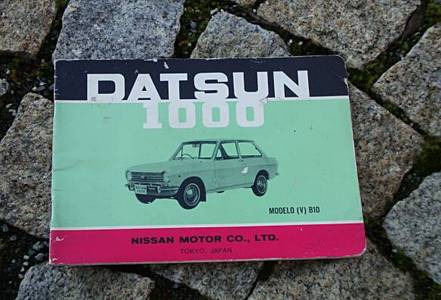 DATSUN
1000
MODELO (V) B10
NISSAN MOTOR CO., LTD.
TOKYO, JAPAN